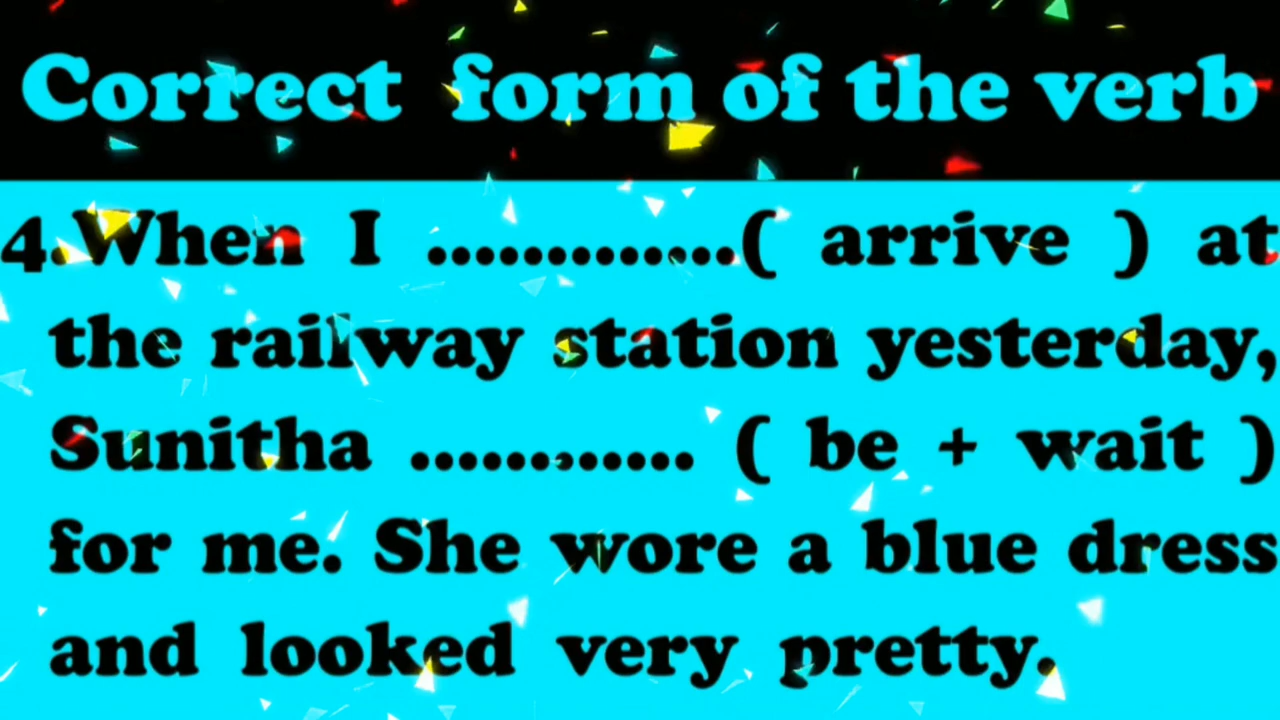 Correct form of the verb
4.When I .............( arrive ) at
the railway station yesterday,
Sunitha ............ ( be + wait )
for me. She wore a blue dress
and looked very pretty.